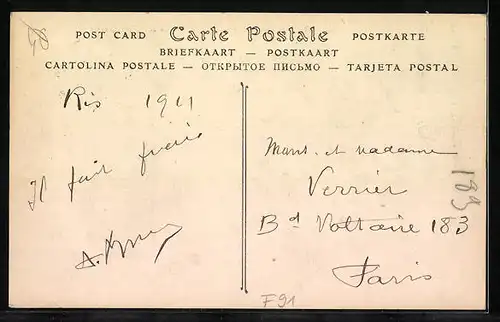 POST CARD Carte Postale POSTKARTE
BRIEFKAART — POSTKAART
CARTOLINA POSTALE — ОТКРЫТОЕ ПИСЬМО — TARJETA POSTAL
Ris 1911
Il fait frais
Mons. et Madame
Verrier
Bd Voltaire 183
Paris
183
F91